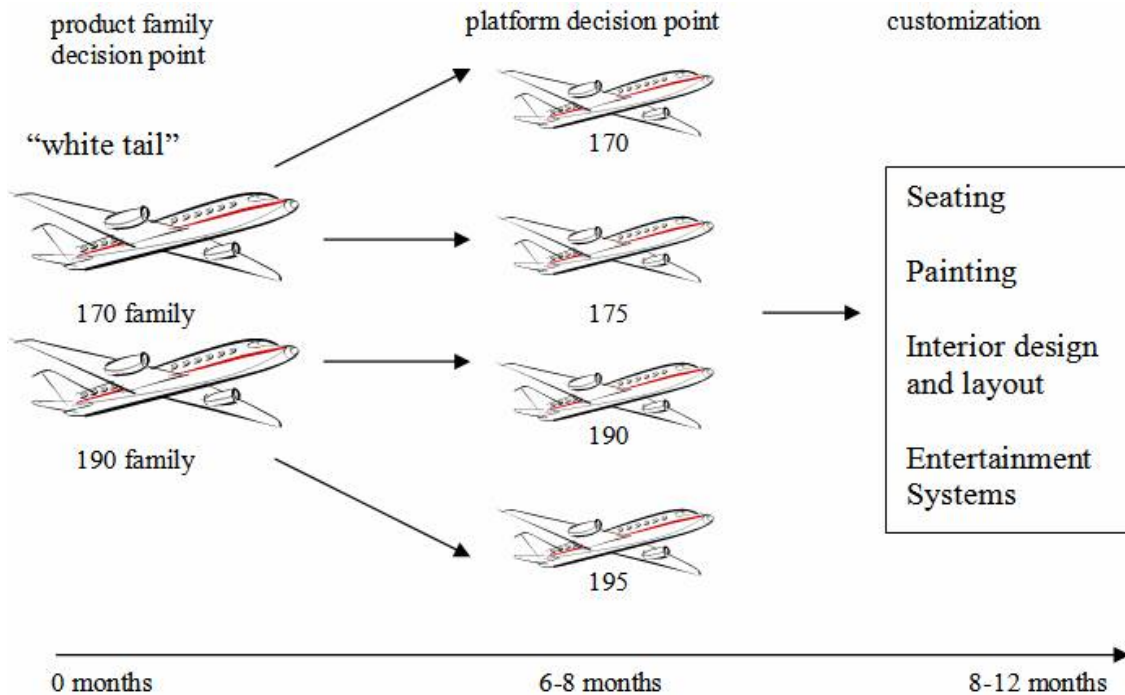 product family
decision point
platform decision point
customization
“white tail”
170 family
190 family
170
175
190
195
Seating
Painting
Interior design
and layout
Entertainment
Systems
0 months
6-8 months
8-12 months